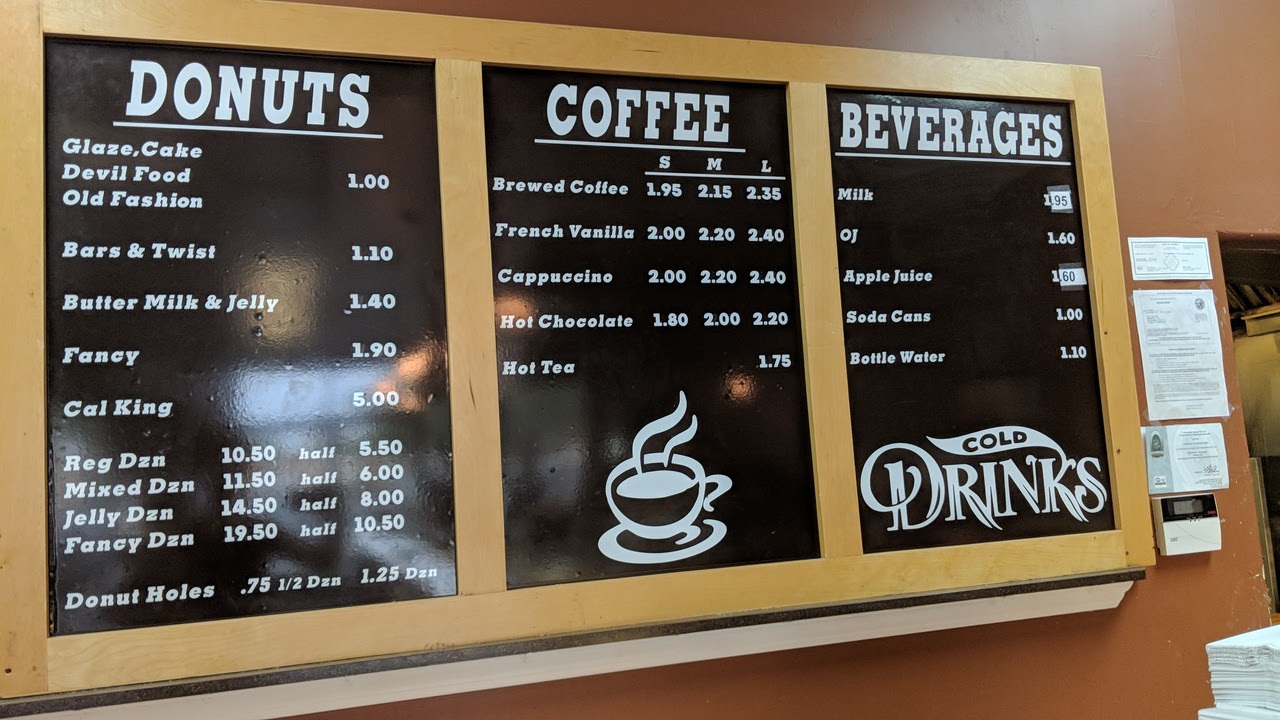 DONUTS
Glaze,Cake
Devil Food 1.00
Old Fashion
Bars & Twist 1.10
Butter Milk & Jelly 1.40
Fancy 1.90
Cal King 5.00
Reg Dzn 10.50 half 5.50
Mixed Dzn 11.50 half 6.00
Jelly Dzn 14.50 half 8.00
Fancy Dzn 19.50 half 10.50
Donut Holes .75 1/2 Dzn 1.25 Dzn
COFFEE
S M L
Brewed Coffee 1.95 2.15 2.35
French Vanilla 2.00 2.20 2.40
Cappuccino 2.00 2.20 2.40
Hot Chocolate 1.80 2.00 2.20
Hot Tea 1.75
BEVERAGES
Milk 1.95
OJ 1.60
Apple Juice 1.60
Soda Cans 1.00
Bottle Water 1.10
COLD
DRINKS